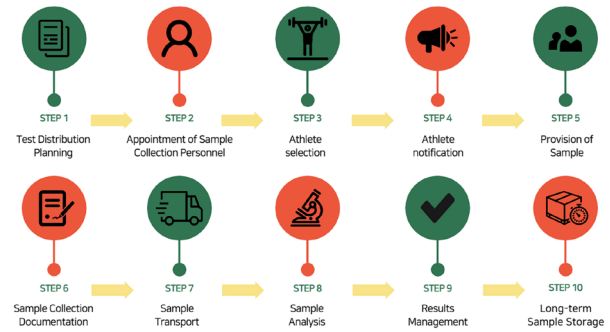 STEP 1
Test Distribution
Planning
STEP 2
Appointment of Sample
Collection Personnel
STEP 3
Athlete
selection
STEP 4
Athlete
notification
STEP 5
Provision of
Sample
STEP 6
Sample Collection
Documentation
STEP 7
Sample
Transport
STEP 8
Sample
Analysis
STEP 9
Results
Management
STEP 10
Long-term
Sample Storage